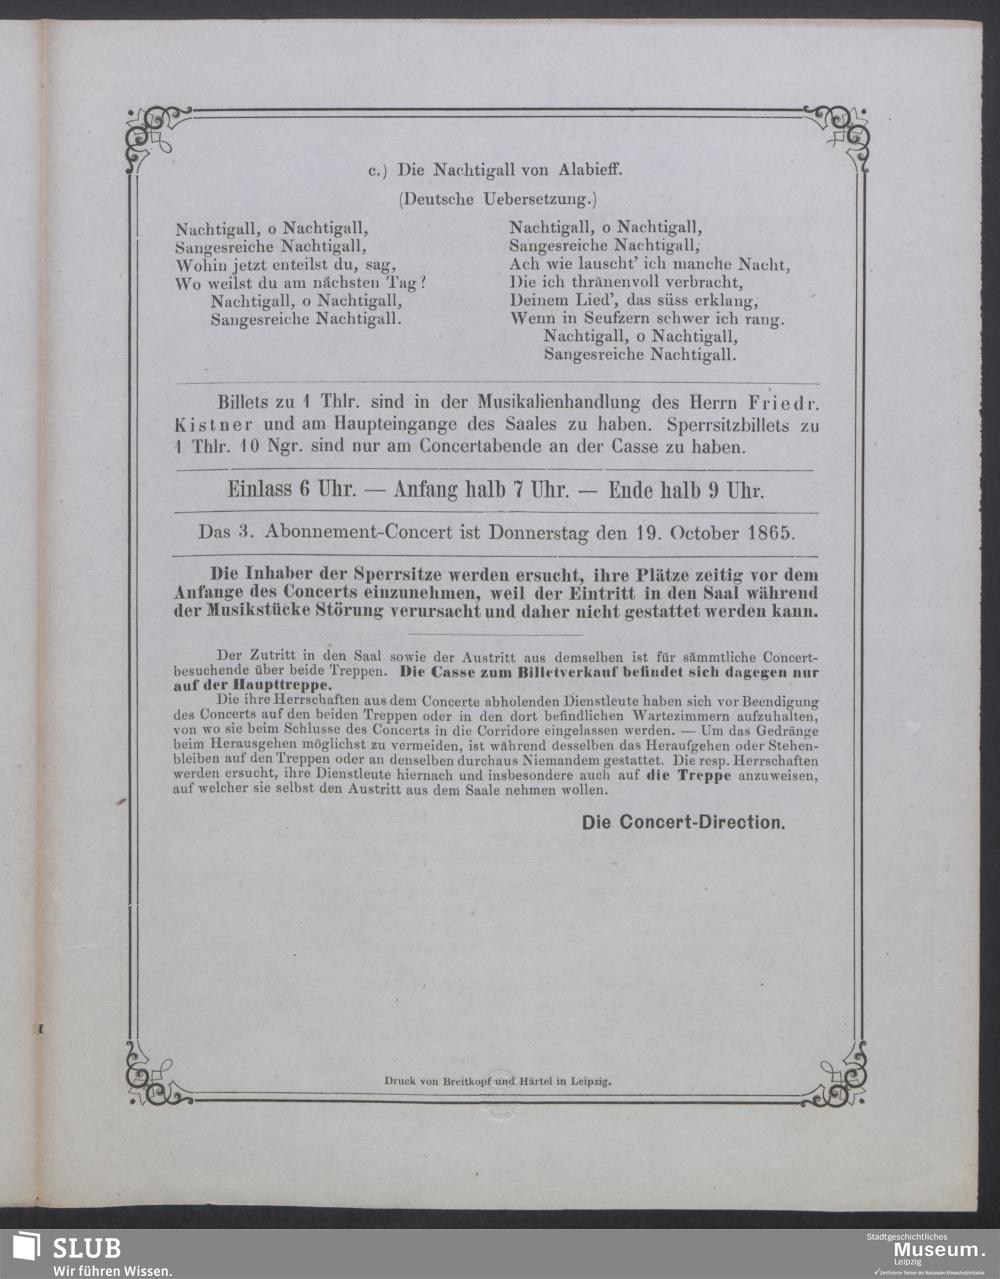 c.) Die Nachtigall von Alabieff.
(Deutsche Uebersetzung.)
Nachtigall, o Nachtigall,
Sangesreiche Nachtigall,
Wohin jetzt enteilst du, sag,
Wo weilst du am nächsten Tag?
Nachtigall, o Nachtigall,
Sangesreiche Nachtigall.
Nachtigall, o Nachtigall,
Sangesreiche Nachtigall,
Ach wie lauscht' ich manche Nacht,
Die ich thränenvoll verbracht,
Deinem Lied', das süss erklang,
Wenn in Seufzern schwer ich rang.
Nachtigall, o Nachtigall,
Sangesreiche Nachtigall.
Billets zu 1 Thlr. sind in der Musikalienhandlung des Herrn Friedr.
Kistner und am Haupteingange des Saales zu haben. Sperrsitzbillets zu
1 Thlr. 10 Ngr. sind nur am Concertabende an der Casse zu haben.
Einlass 6 Uhr. — Anfang halb 7 Uhr. — Ende halb 9 Uhr.
Das 3. Abonnement-Concert ist Donnerstag den 19. October 1865.
Die Inhaber der Sperrsitze werden ersucht, ihre Plätze zeitig vor dem
Anfange des Concerts einzunehmen, weil der Eintritt in den Saal während
der Musikstücke Störung verursacht und daher nicht gestattet werden kann.
Der Zutritt in den Saal sowie der Austritt aus demselben ist für sämmtliche Concert-
besuchende über beide Treppen. Die Casse zum Billetverkauf befindet sich dagegen nur
auf der Haupttreppe.
Die ihre Herrschaften aus dem Concerte abholenden Dienstleute haben sich vor Beendigung
des Concerts auf den beiden Treppen oder in den dort befindlichen Wartezimmern aufzuhalten,
von wo sie beim Schlusse des Concerts in die Corridore eingelassen werden. — Um das Gedränge
beim Herausgehen möglichst zu vermeiden, ist während desselben das Heraufgehen oder Stehen-
bleiben auf den Treppen oder an denselben durchaus Niemandem gestattet. Die resp. Herrschaften
werden ersucht, ihre Dienstleute hiernach und insbesondere auch auf die Treppe anzuweisen,
auf welcher sie selbst den Austritt aus dem Saale nehmen wollen.
Die Concert-Direction.
Druck von Breitkopf und Härtel in Leipzig.
SLUB
Wir führen Wissen.
Stadtgeschichtliches
Museum.
Leipzig